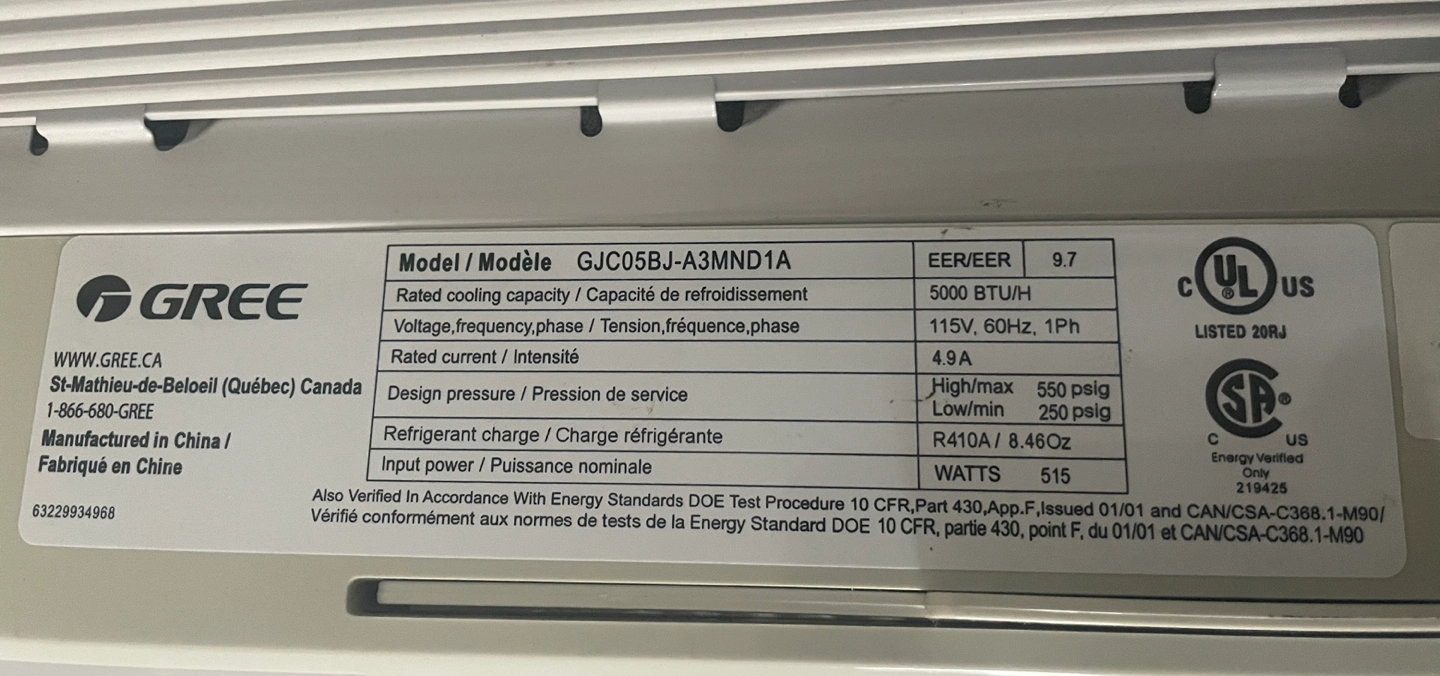 GREE
WWW.GREE.CA
St-Mathieu-de-Beloeil (Québec) Canada
1-866-680-GREE
Manufactured in China /
Fabriqué en Chine
63229934968
Model / Modèle GJC05BJ-A3MND1A EER/EER 9.7
Rated cooling capacity / Capacité de refroidissement 5000 BTU/H
Voltage,frequency,phase / Tension,fréquence,phase 115V, 60Hz, 1Ph
Rated current / Intensité 4.9 A
Design pressure / Pression de service High/max 550 psig
Low/min 250 psig
Refrigerant charge / Charge réfrigérante R410A / 8.46Oz
Input power / Puissance nominale WATTS 515
Also Verified In Accordance With Energy Standards DOE Test Procedure 10 CFR,Part 430,App.F,Issued 01/01 and CAN/CSA-C368.1-M90/
Vérifié conformément aux normes de tests de la Energy Standard DOE 10 CFR, partie 430, point F, du 01/01 et CAN/CSA-C368.1-M90
C UL ® US
LISTED 20RJ
CSA ®
C US
Energy Verified
Only
219425